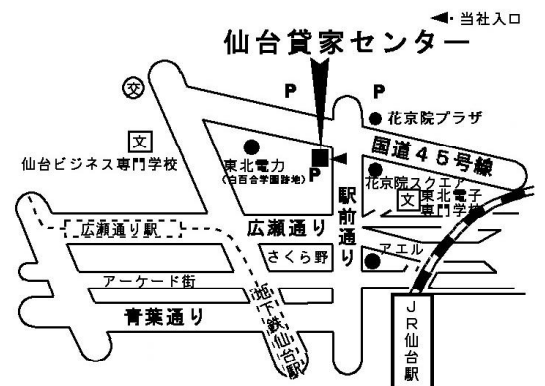 ◀・当社入口
仙台貸家センター
P
P
交
花京院プラザ
文
仙台ビジネス専門学校
東北電力
(白百合学園跡地)
P
国道45号線
花京院スクエア
文
東北電子
専門学校
駅前通り
広瀬通り駅
広瀬通り
さくら野
アエル
アーケード街
青葉通り
地下鉄仙台駅
JR仙台駅